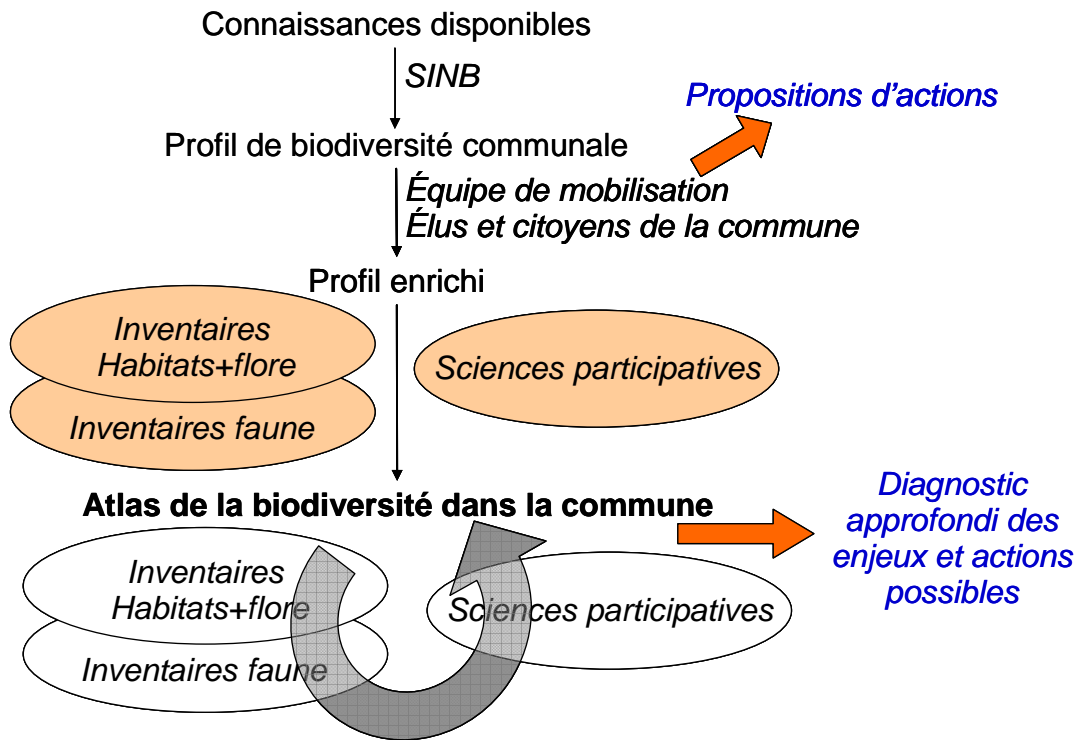 Connaissances disponibles
SINB
Propositions d'actions
Profil de biodiversité communale
Équipe de mobilisation
Élus et citoyens de la commune
Profil enrichi
Inventaires
Habitats+flore
Sciences participatives
Inventaires faune
Atlas de la biodiversité dans la commune
Diagnostic
approfondi des
enjeux et actions
possibles
Inventaires
Habitats+flore
Sciences participatives
Inventaires faune